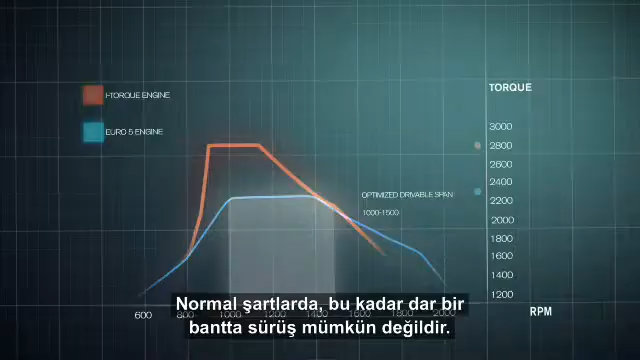 TORQUE
I-TORQUE ENGINE
EURO 5 ENGINE
3000
2800
2600
2400
2200
2000
1800
1600
1400
1200
OPTIMIZED DRIVABLE SPAN
1000-1500
RPM
600
800
1000
1200
1400
1600
1800
2000
Normal şartlarda, bu kadar dar bir
bantta sürüş mümkün değildir.